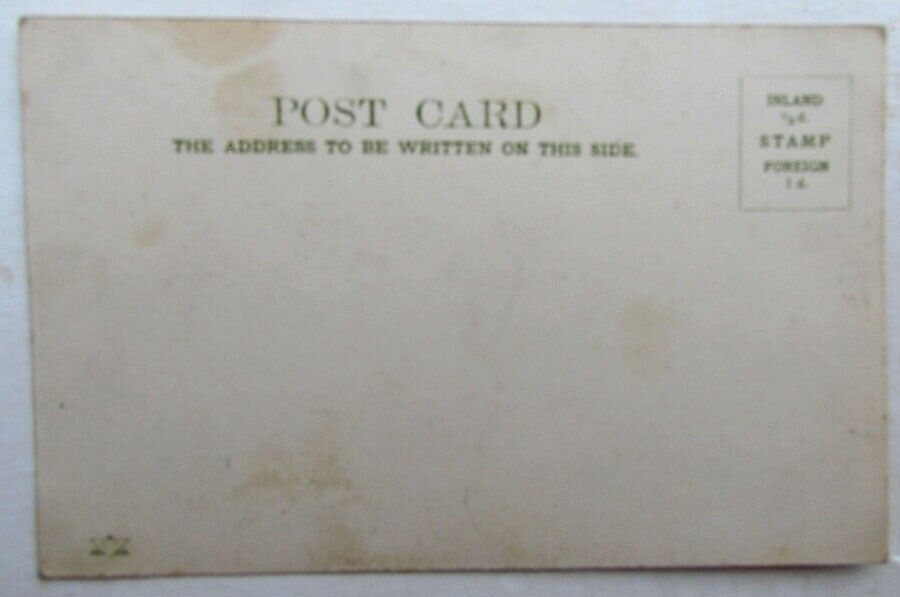 POST CARD
THE ADDRESS TO BE WRITTEN ON THIS SIDE.
INLAND
½d.
STAMP
FOREIGN
1d.